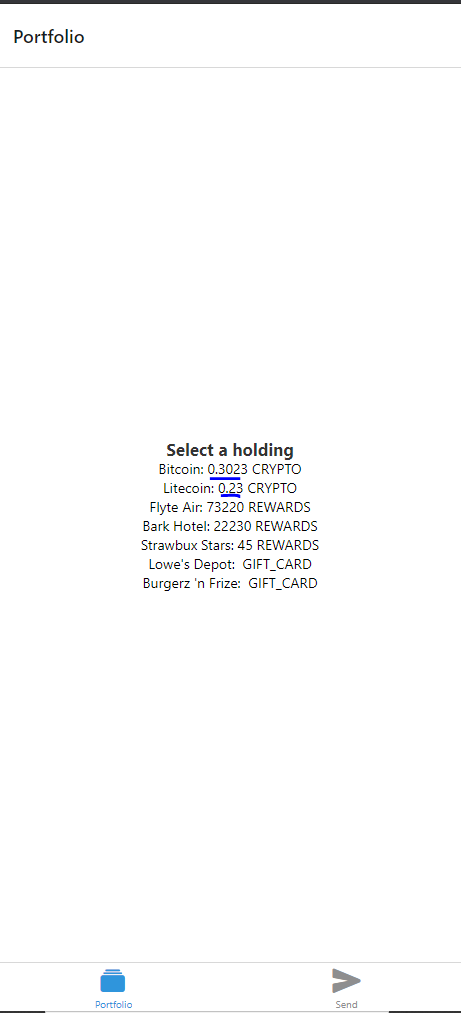 Portfolio
Select a holding
Bitcoin: 0.3023 CRYPTO
Litecoin: 0.23 CRYPTO
Flyte Air: 73220 REWARDS
Bark Hotel: 22230 REWARDS
Strawbux Stars: 45 REWARDS
Lowe's Depot:  GIFT_CARD
Burgerz 'n Frize:  GIFT_CARD
Portfolio
Send